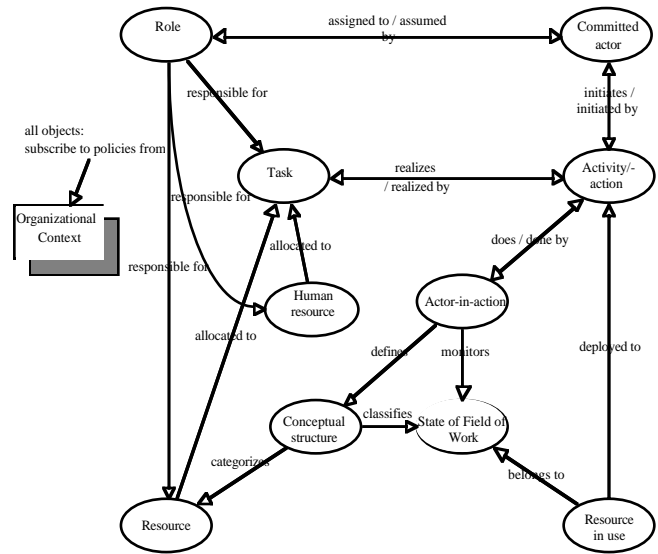 Role
assigned to / assumed
by
Committed
actor
responsible for
initiates /
initiated by
all objects:
subscribe to policies from
Task
realizes
/ realized by
Activity/-
action
Organizational
Context
responsible for
allocated to
does / done by
responsible for
Human
resource
Actor-in-action
allocated to
defines
monitors
deployed to
Conceptual
structure
classifies
State of Field of
Work
categorizes
belongs to
Resource
Resource
in use